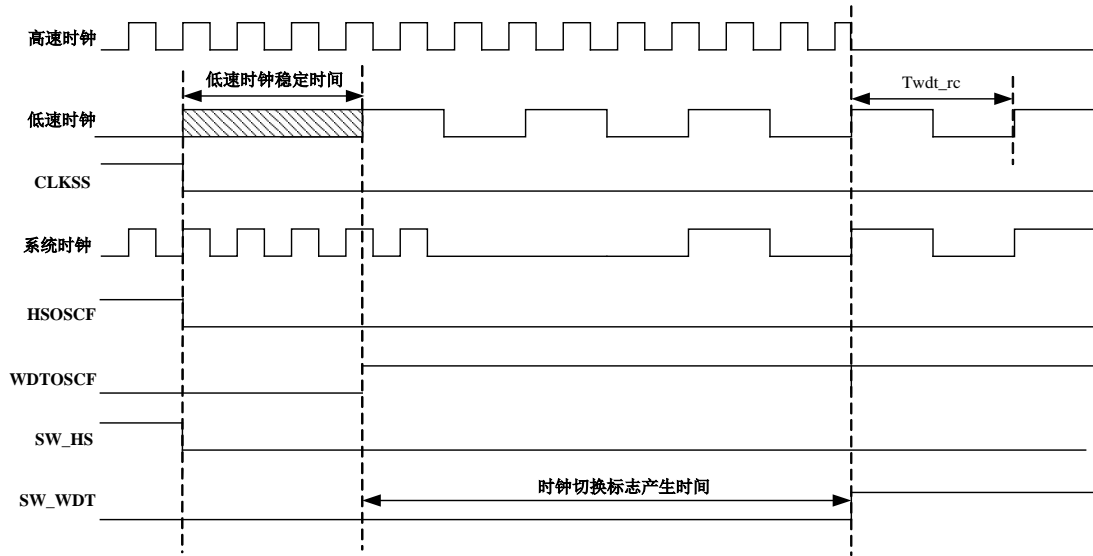 高速时钟
低速时钟稳定时间
Twdt_rc
低速时钟
CLKSS
系统时钟
HSOSCF
WDTOSCF
SW_HS
时钟切换标志产生时间
SW_WDT